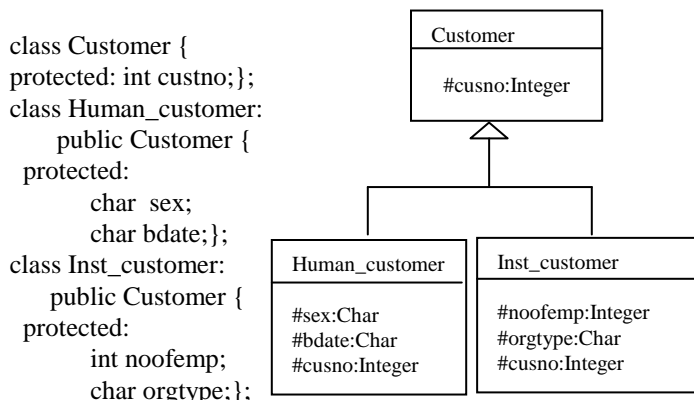 class Customer {
protected: int custno;};
class Human_customer:
public Customer {
protected:
char sex;
char bdate;};
class Inst_customer:
public Customer {
protected:
int noofemp;
char orgtype;};
Customer
#cusno:Integer
Human_customer
#sex:Char
#bdate:Char
#cusno:Integer
Inst_customer
#noofemp:Integer
#orgtype:Char
#cusno:Integer